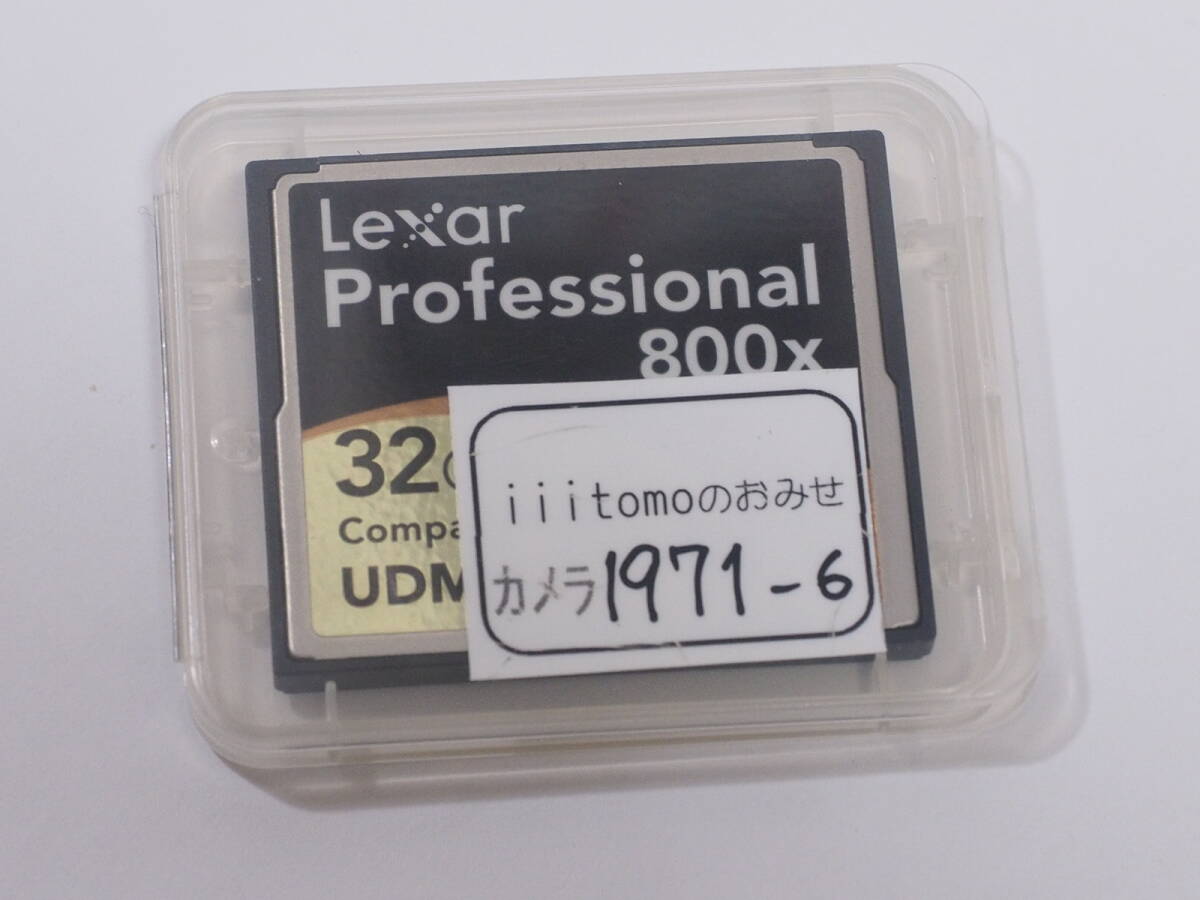 Lexar
Professional
800x
32
Compa
UDM
iiitomoのおみせ
カメラ1971-6